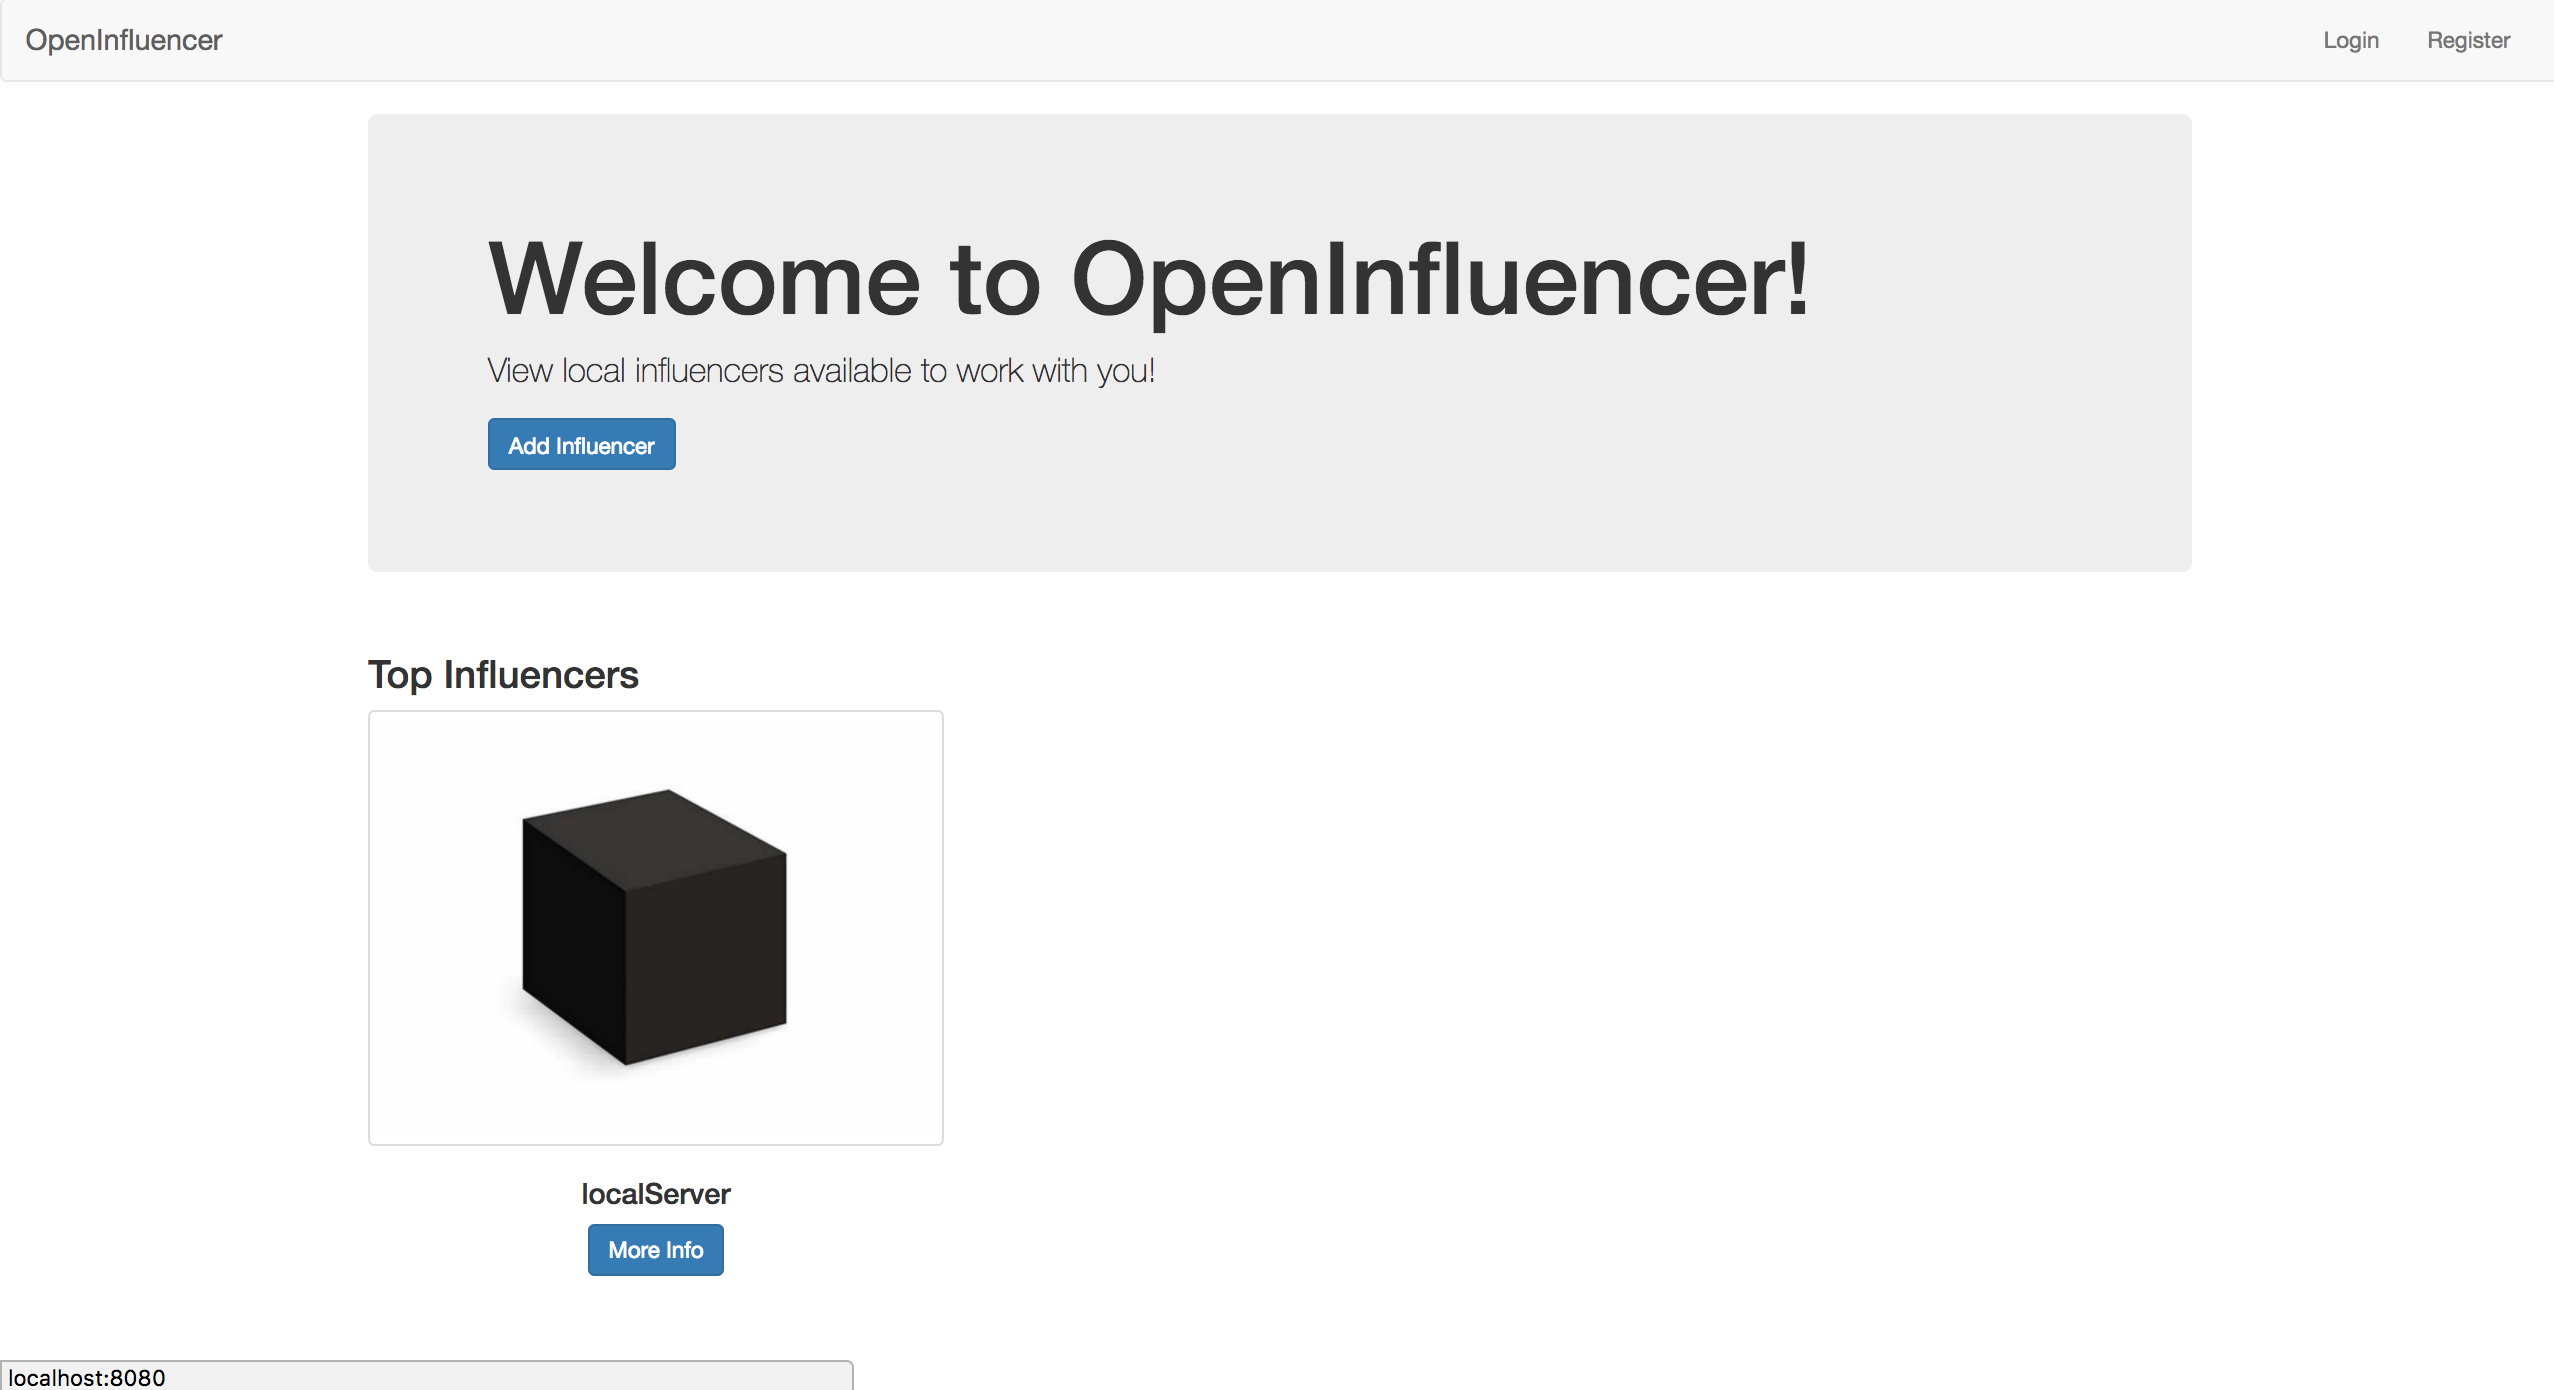 OpenInfluencer Login Register
Welcome to OpenInfluencer!
View local influencers available to work with you!
Add Influencer
Top Influencers
localServer
More Info
localhost:8080